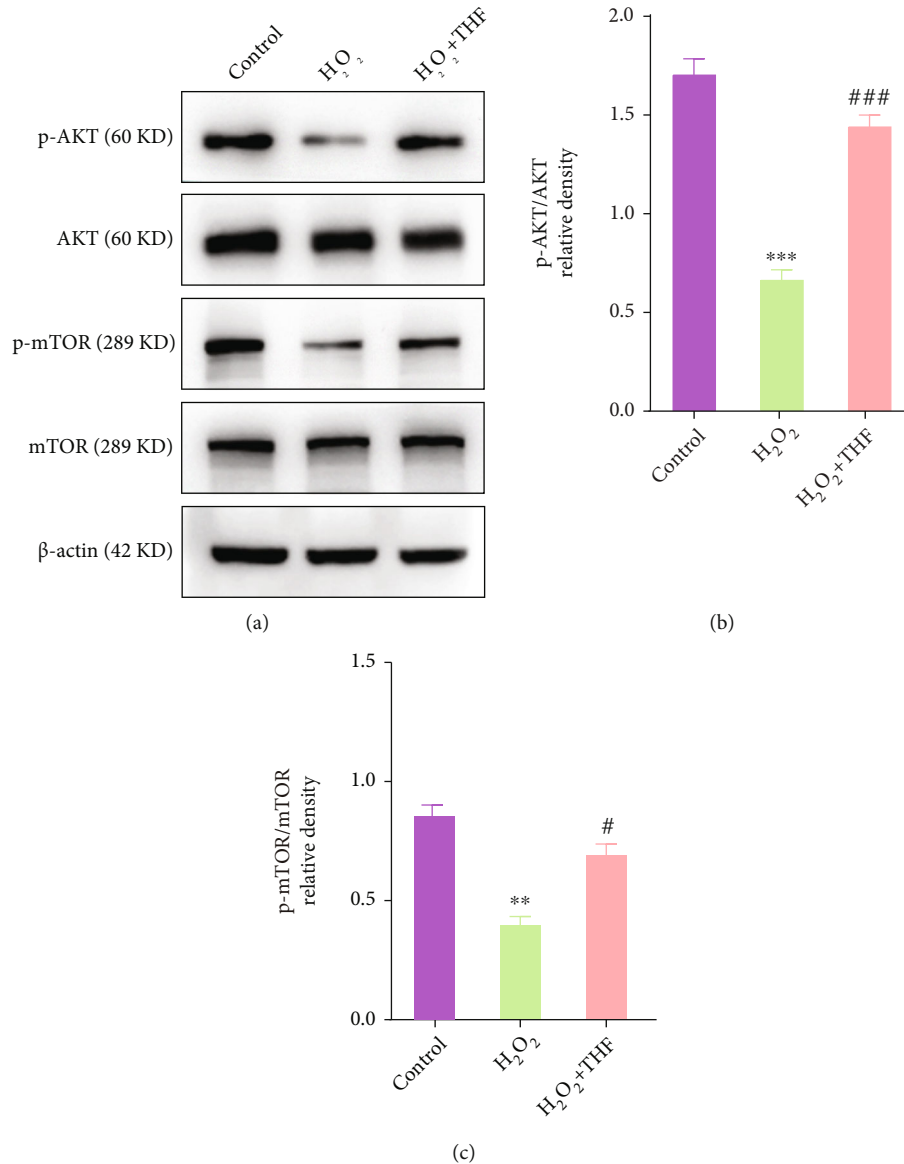 Control
H₂O₂
H₂O₂+THF
p-AKT (60 KD)
AKT (60 KD)
p-mTOR (289 KD)
mTOR (289 KD)
β-actin (42 KD)
(a)
p-AKT/AKT
relative density
2.0
1.5
1.0
0.5
0.0
***
###
Control
H₂O₂
H₂O₂+THF
(b)
p-mTOR/mTOR
relative density
1.5
1.0
0.5
0.0
**
#
Control
H₂O₂
H₂O₂+THF
(c)